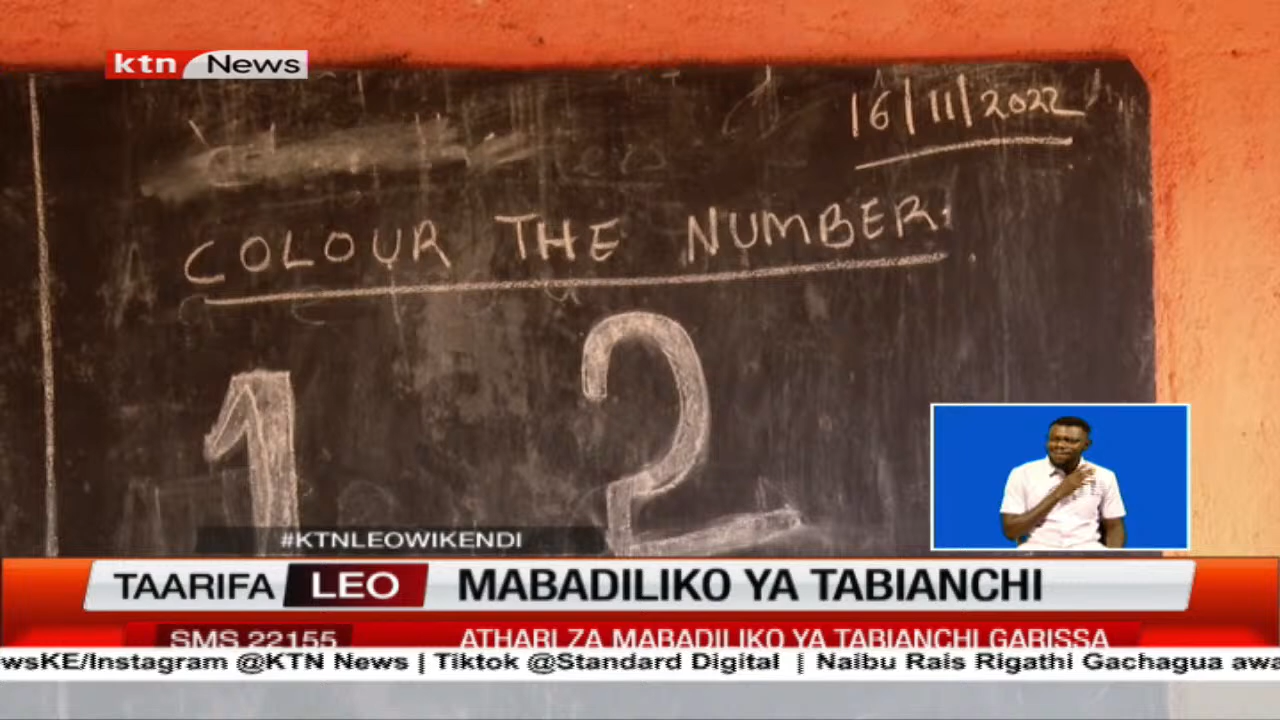 ktn News
16/11/2022
COLOUR THE NUMBER.
1 2
#KTNLEOWIKENDI
TAARIFA LEO MABADILIKO YA TABIANCHI
SMS 22155 ATHARI ZA MABADILIKO YA TABIANCHI GARISSA
wsKE/Instagram @KTN News | Tiktok @Standard Digital | Naibu Rais Rigathi Gachagua awa